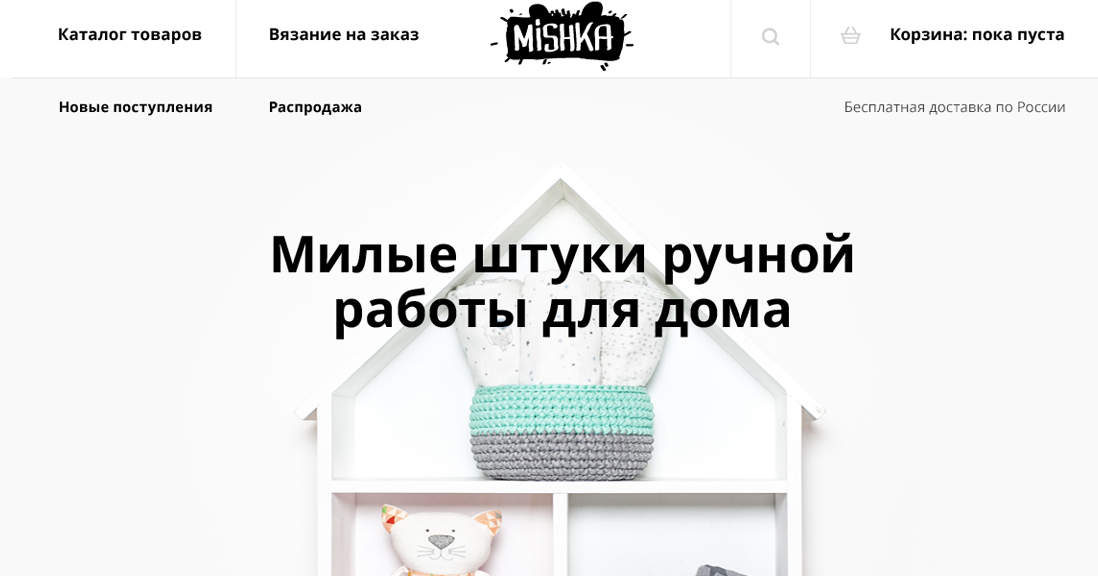 Каталог товаров
Вязание на заказ
MiSHKA
Корзина: пока пуста
Новые поступления
Распродажа
Бесплатная доставка по России
Милые штуки ручной
работы для дома